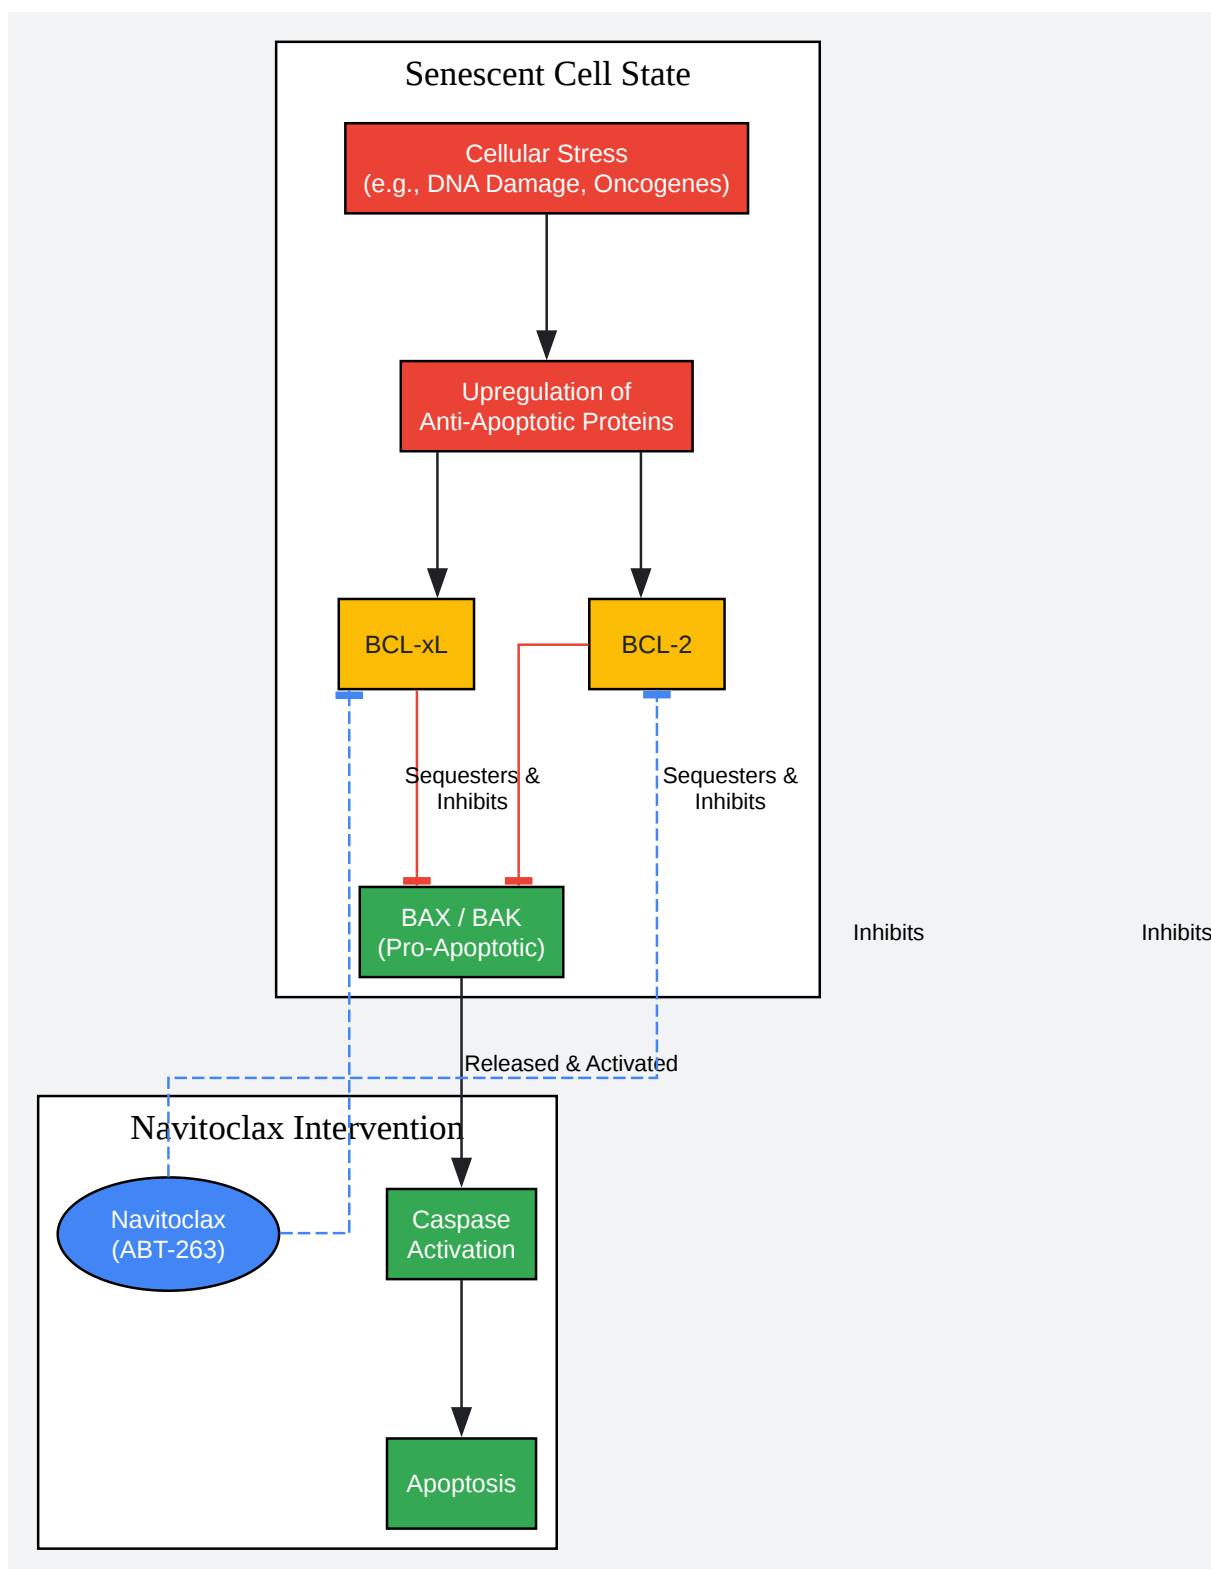 Senescent Cell State
Cellular Stress
(e.g., DNA Damage, Oncogenes)
Upregulation of
Anti-Apoptotic Proteins
BCL-xL
BCL-2
Sequesters &
Inhibits
Sequesters &
Inhibits
BAX / BAK
(Pro-Apoptotic)
Inhibits
Inhibits
Released & Activated
Navitoclax Intervention
Navitoclax
(ABT-263)
Caspase
Activation
Apoptosis